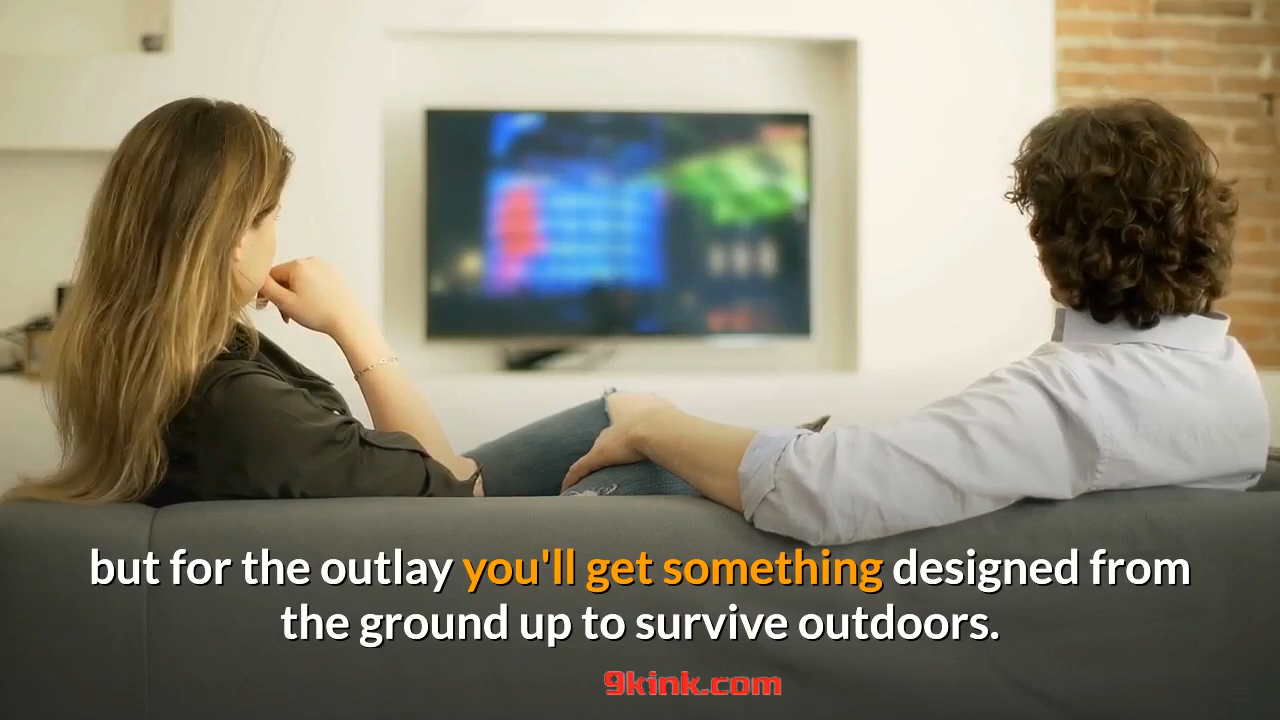 but for the outlay you'll get something designed from
the ground up to survive outdoors.
9kink.com